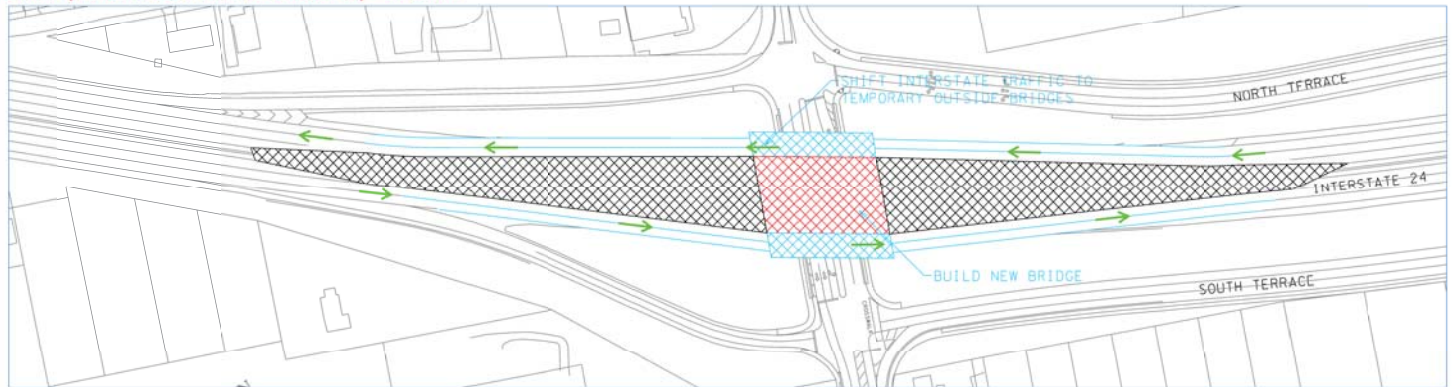 SHIFT INTERSTATE TRAFFIC TO
TEMPORARY OUTSIDE BRIDGES
NORTH TERRACE
INTERSTATE 24
BUILD NEW BRIDGE
SOUTH TERRACE